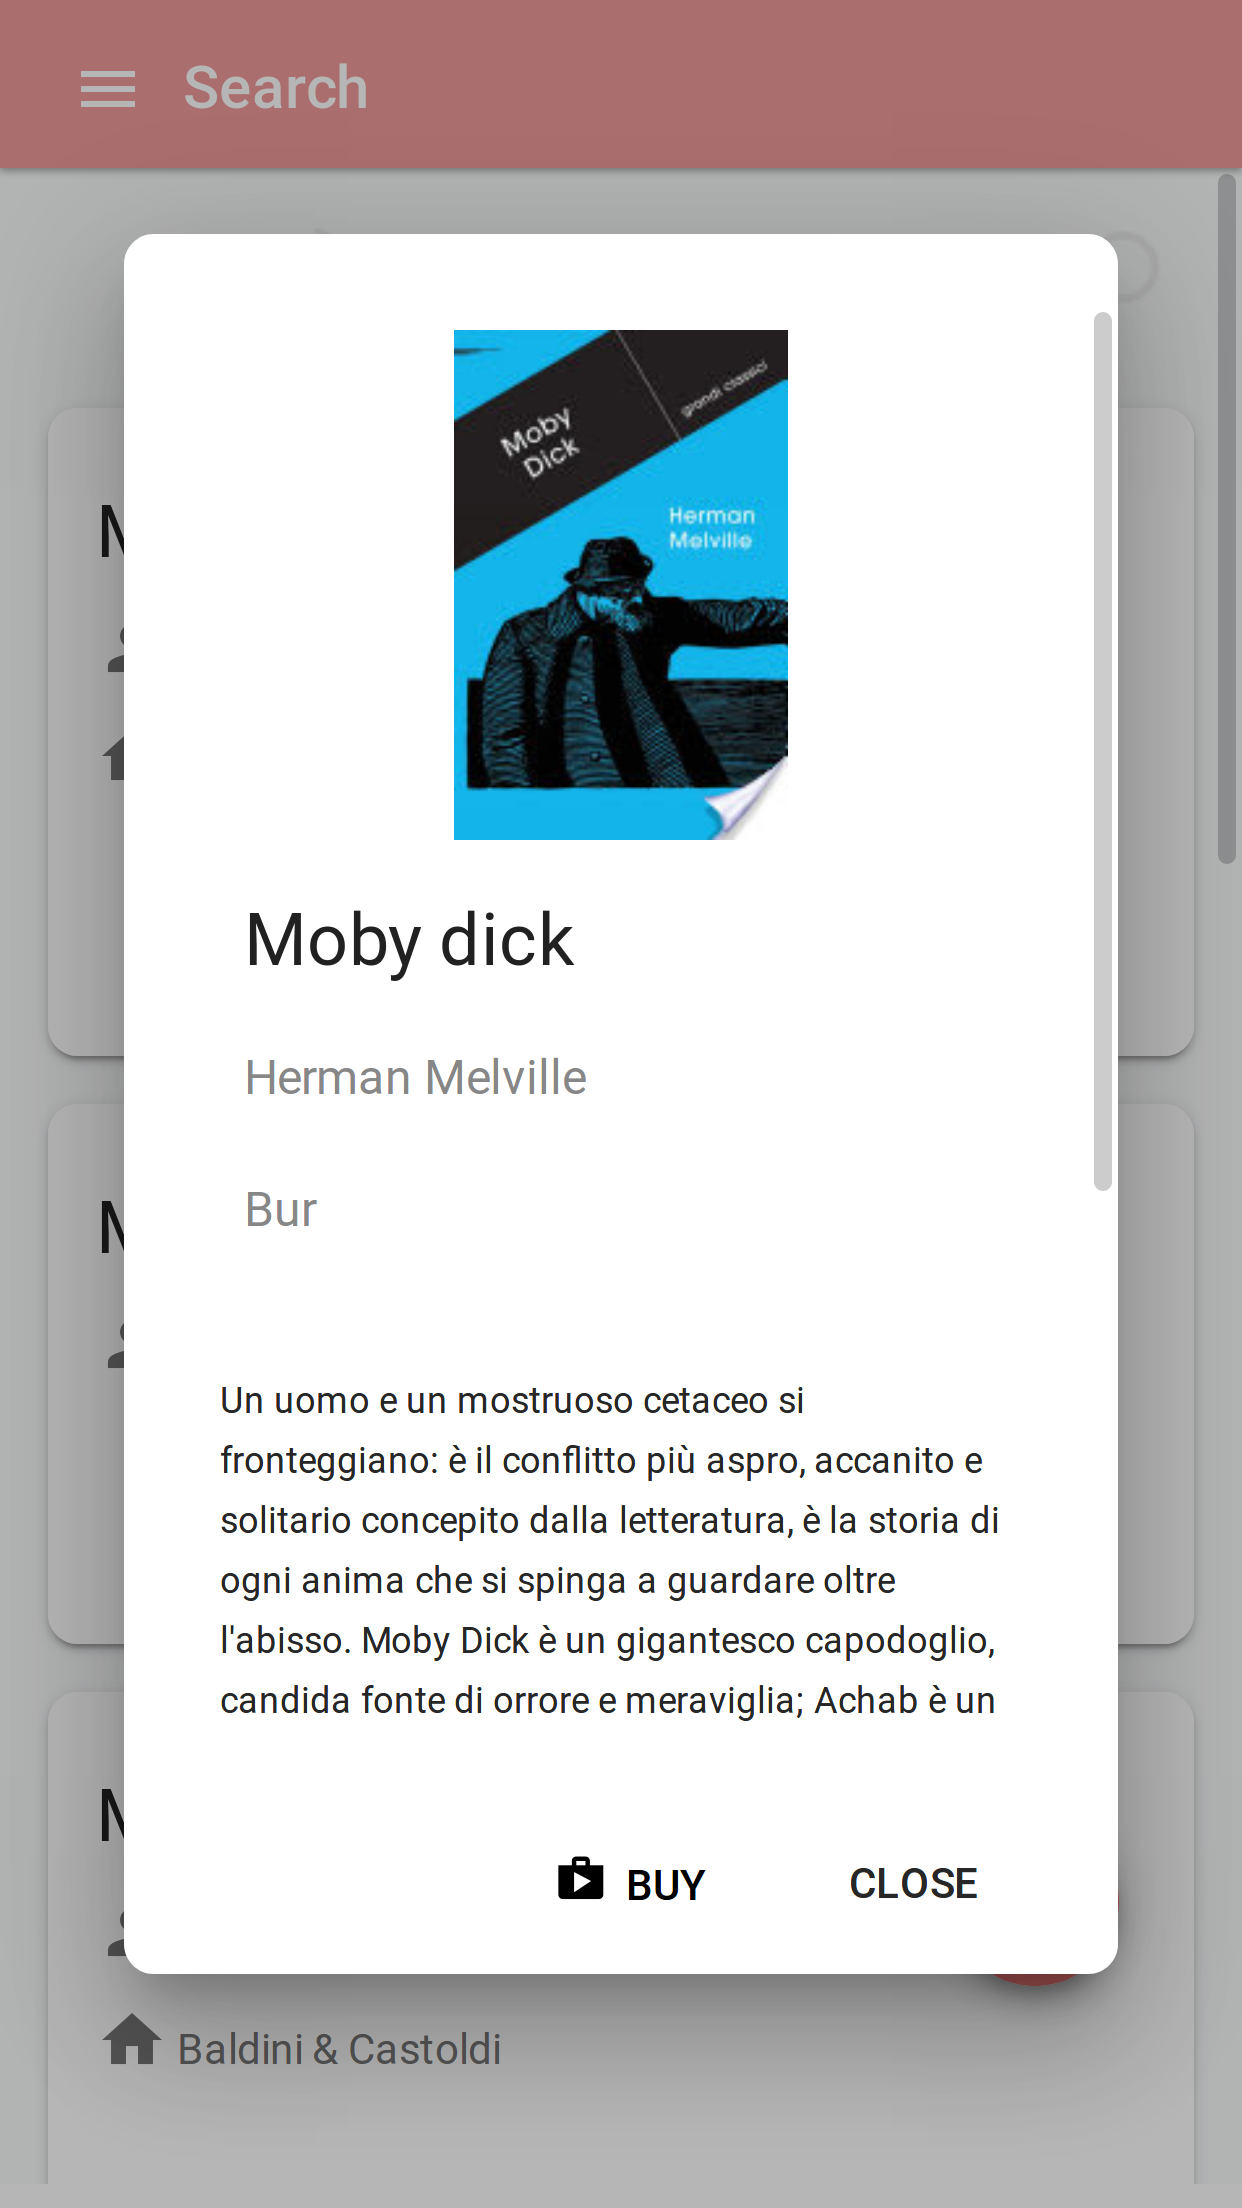 Search
Moby
Dick
grandi classici
Herman
Melville
Moby dick
Herman Melville
Bur
Un uomo e un mostruoso cetaceo si
fronteggiano: è il conflitto più aspro, accanito e
solitario concepito dalla letteratura, è la storia di
ogni anima che si spinga a guardare oltre
l'abisso. Moby Dick è un gigantesco capodoglio,
candida fonte di orrore e meraviglia; Achab è un
BUY
CLOSE
M
M
M
Baldini & Castoldi